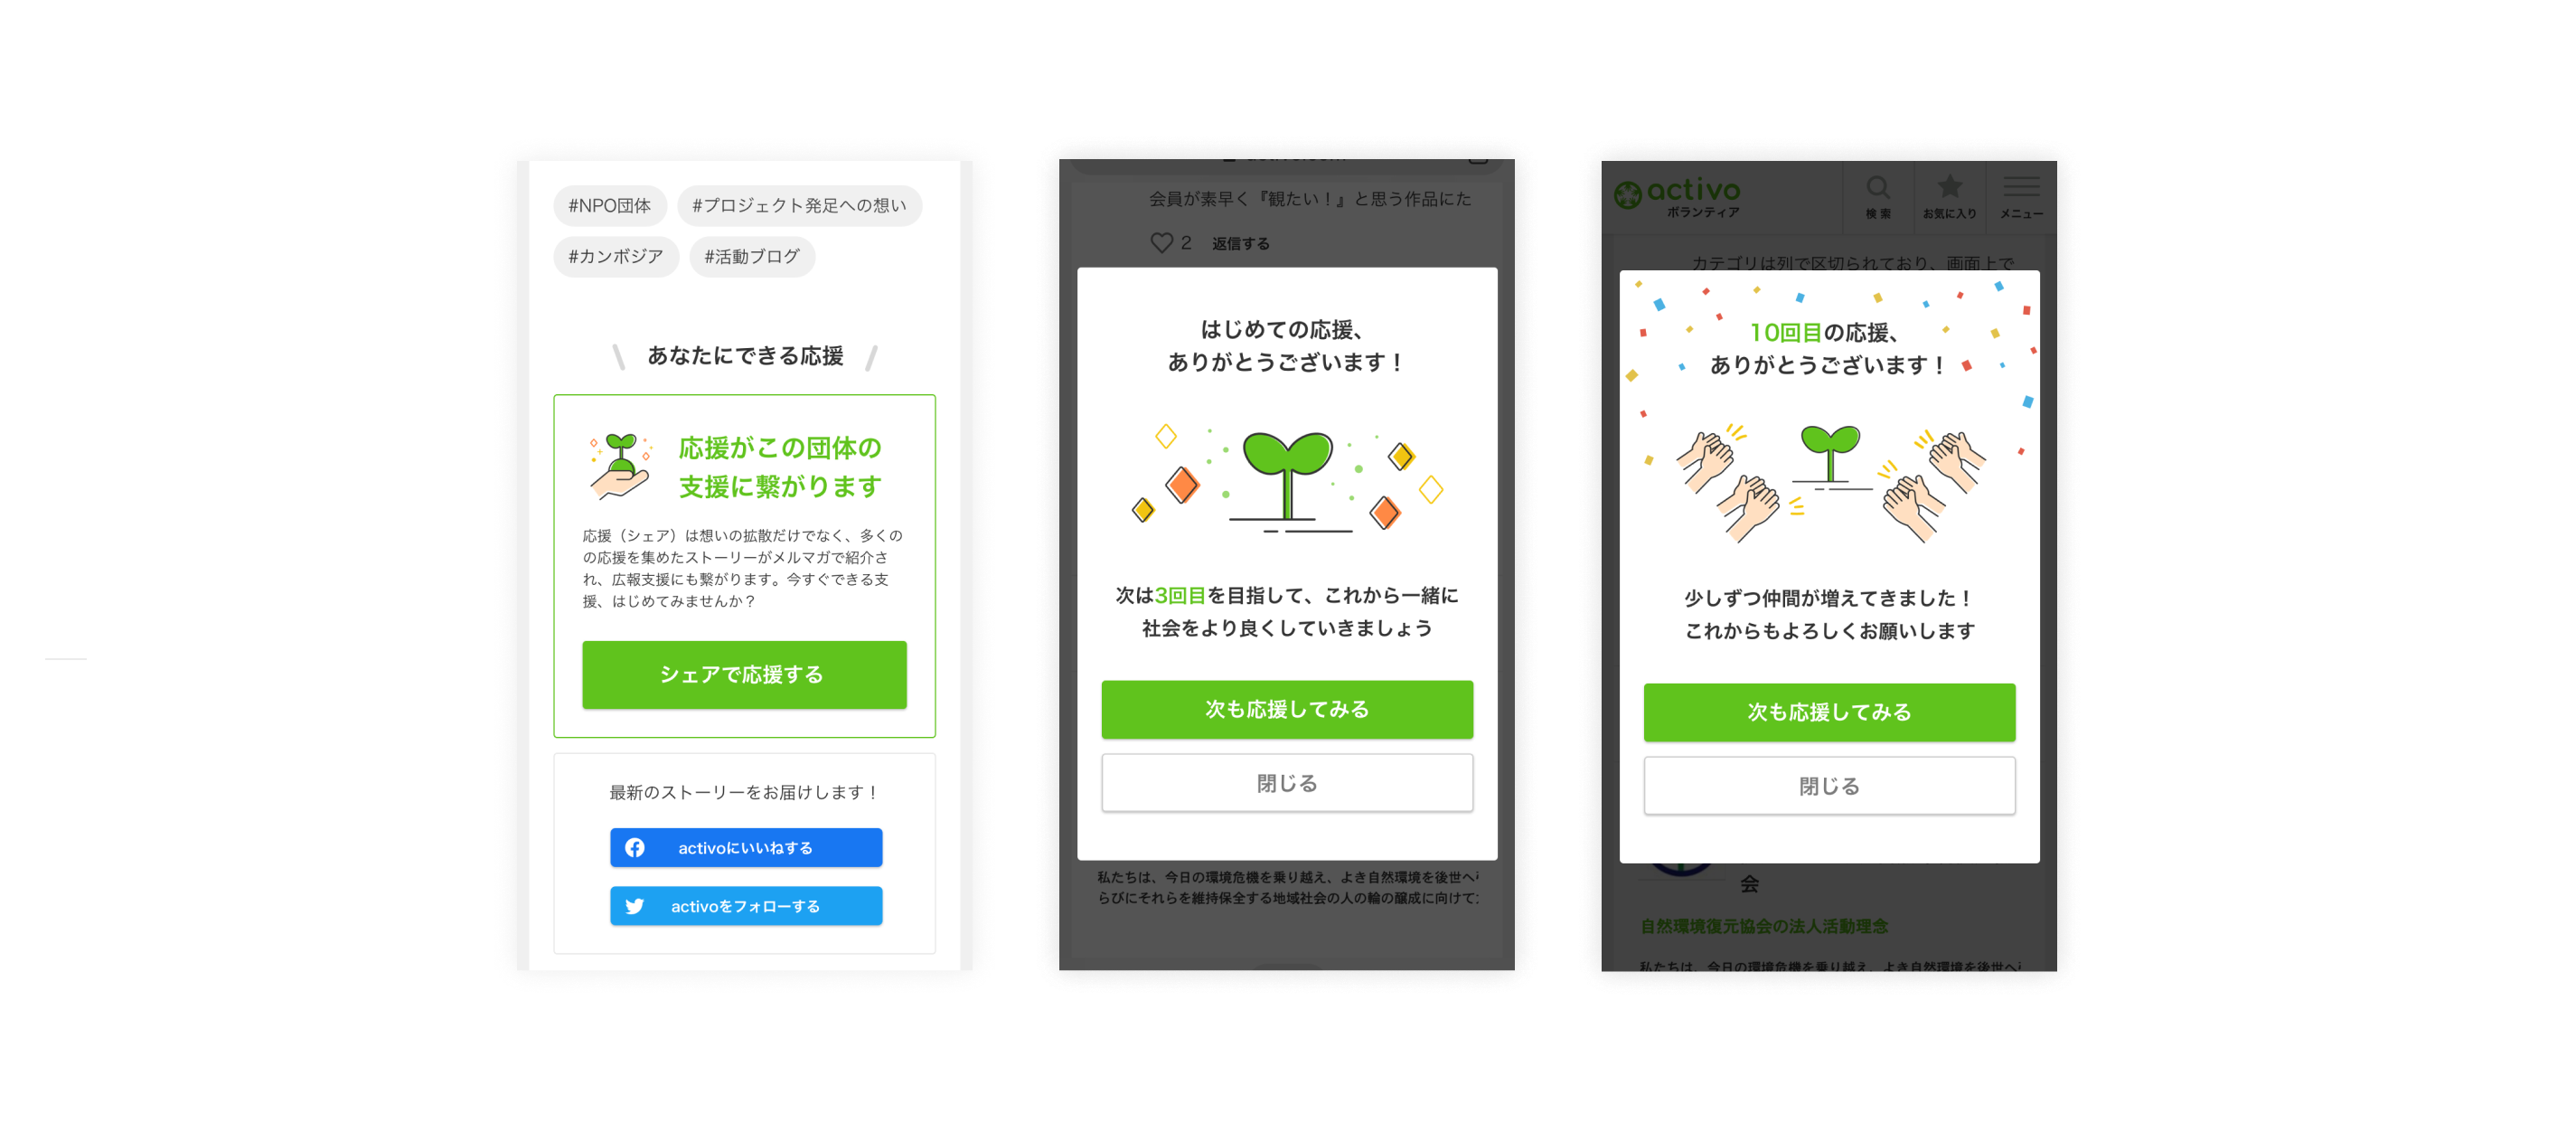 #NPO団体
#プロジェクト発足への想い
#カンボジア
#活動ブログ
あなたにできる応援
応援がこの団体の
支援に繋がります
応援（シェア）は想いの拡散だけでなく、多くの
の応援を集めたストーリーがメルマガで紹介さ
れ、広報支援にも繋がります。今すぐできる支
援、はじめてみませんか？
シェアで応援する
最新のストーリーをお届けします！
activoにいいねする
activoをフォローする
会員が素早く『観たい！』と思う作品にた
2 返信する
はじめての応援、
ありがとうございます！
次は3回目を目指して、これから一緒に
社会をより良くしていきましょう
次も応援してみる
閉じる
私たちは、今日の環境危機を乗り越え、よき自然環境を後世へ
らびにそれらを維持保全する地域社会の人の輪の醸成に向けて
activo
ボランティア
検索
お気に入り
メニュー
カテゴリは列で区切られており、画面上で
10回目の応援、
ありがとうございます！
少しずつ仲間が増えてきました！
これからもよろしくお願いします
次も応援してみる
閉じる
会
自然環境復元協会の法人活動理念
私たちは、今日の環境危機を乗り越え、よき自然環境を後世へ